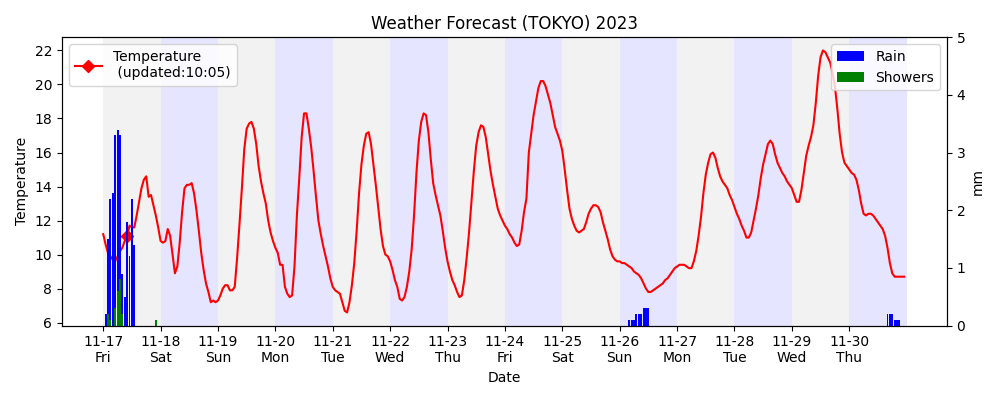 Weather Forecast (TOKYO) 2023
Temperature
(updated:10:05)
Rain
Showers
Temperature
22
20
18
16
14
12
10
8
6
5
4
3
2
1
0
mm
11-17 11-18 11-19 11-20 11-21 11-22 11-23 11-24 11-25 11-26 11-27 11-28 11-29 11-30
Fri Sat Sun Mon Tue Wed Thu Fri Sat Sun Mon Tue Wed Thu
Date